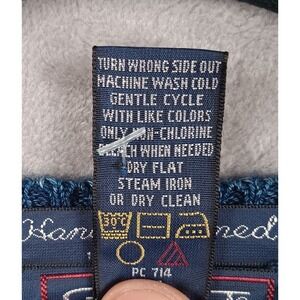 TURN WRONG SIDE OUT
MACHINE WASH COLD
GENTLE CYCLE
WITH LIKE COLORS
ONLY NON-CHLORINE
BLEACH WHEN NEEDED
DRY FLAT
STEAM IRON
OR DRY CLEAN
30°C
PC 714